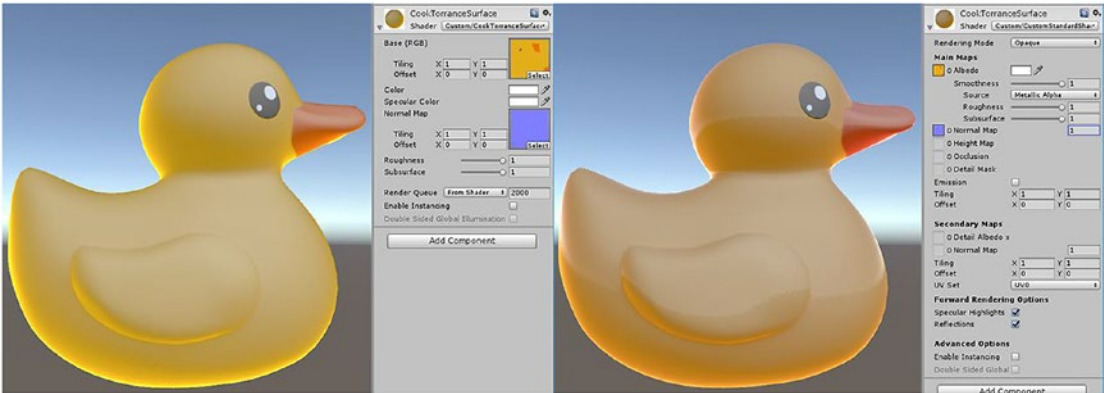 CookTorranceSurface
Shader Custom/CookTorranceSurface
Base (RGB)
Tiling X 1 Y 1
Offset X 0 Y 0
Select
Color
Specular Color
Normal Map
Tiling X 1 Y 1
Offset X 0 Y 0
Select
Roughness 1
Subsurface 1
Render Queue From Shader 2000
Enable Instancing
Double Sided Global Illumination
Add Component
CookTorranceSurface
Shader Custom/CustomStandardShad
Rendering Mode Opaque
Main Maps
Albedo
Smoothness 1
Source Metallic Alpha
Roughness 1
Subsurface 1
Normal Map 1
Height Map
Occlusion
Detail Mask
Emission
Tiling X 1 Y 1
Offset X 0 Y 0
Secondary Maps
Detail Albedo x
Normal Map 1
Tiling X 1 Y 1
Offset X 0 Y 0
UV Set UV0
Forward Rendering Options
Specular Highlights
Reflections
Advanced Options
Enable Instancing
Double Sided Global
Add Component